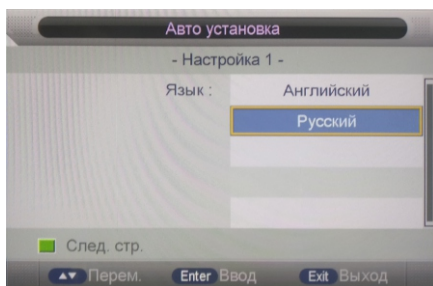 Авто установка
- Настройка 1 -
Язык : Английский
Русский
След. стр.
Перем. Enter Ввод Exit Выход